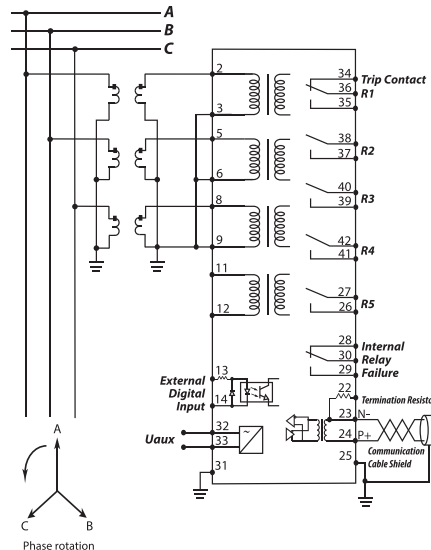 A
B
C
2
3
5
6
8
9
11
12
13
External
Digital
Input
14
Uaux
32
33
~
31
34
Trip Contact
36
R1
35
38
R2
37
40
R3
39
42
R4
41
27
R5
26
28
Internal
30
Relay
29
Failure
22
Termination Resisto
23
N-
24
P+
Communication
Cable Shield
25
A
C
B
Phase rotation